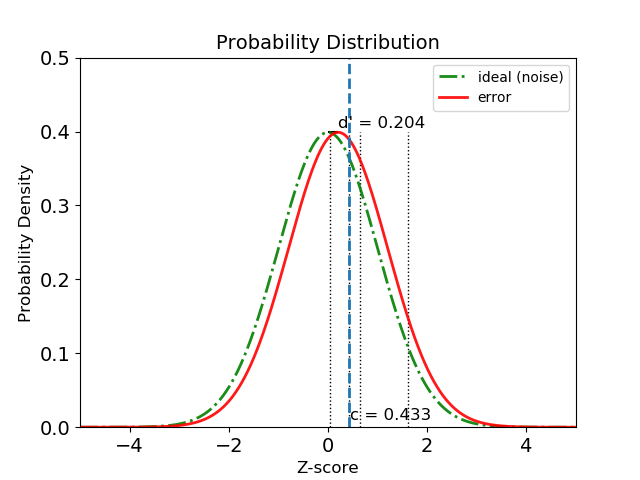 Probability Distribution
Probability Density
0.5
0.4
0.3
0.2
0.1
0.0
ideal (noise)
error
d' = 0.204
c = 0.433
−4
−2
0
2
4
Z-score